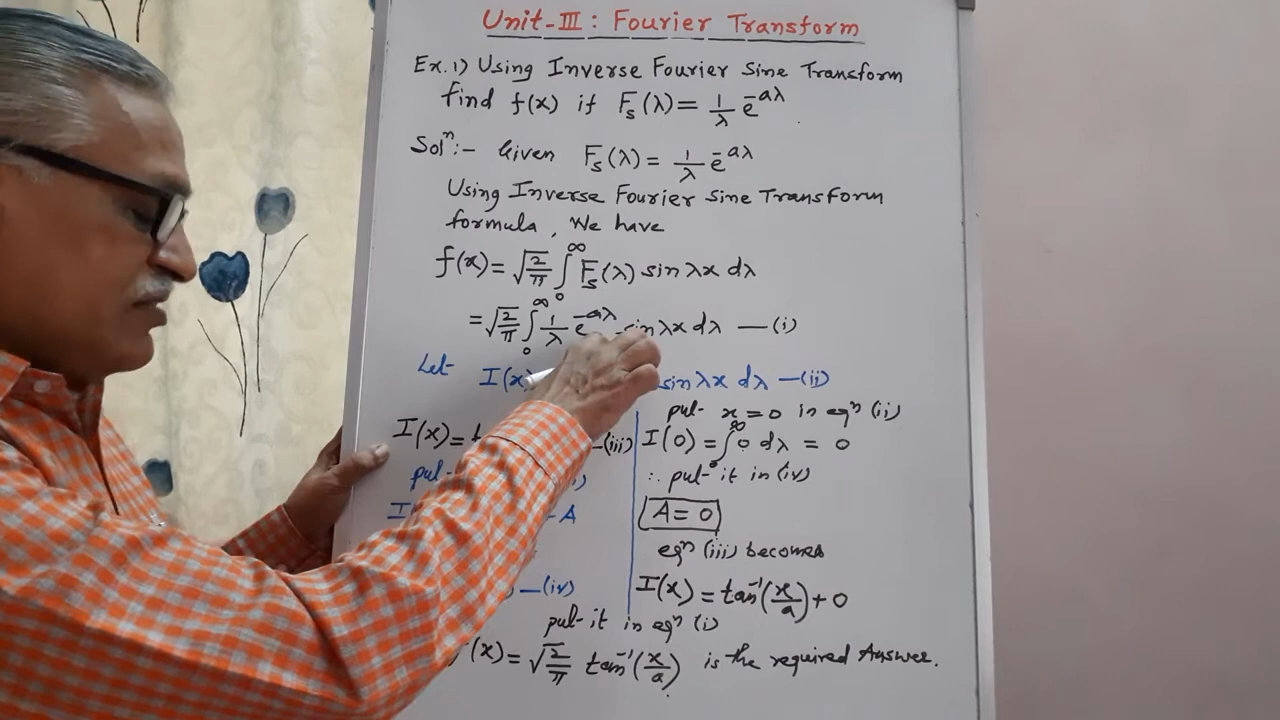 Unit-III : Fourier Transform
Ex.1) Using Inverse Fourier Sine Transform
find f(x) if F_s(λ) = 1/λ e^{-aλ}.
Solⁿ:- Given F_s(λ) = 1/λ e^{-aλ}
Using Inverse Fourier Sine Transform
formula, We have
f(x) = √(2/π) ∫₀^∞ F_s(λ) sin λx dλ
= √(2/π) ∫₀^∞ 1/λ e^{-aλ} sin λx dλ —(i)
Let I(x) sin λx dλ —(ii)
I(x) = —(iii)
put
I - A
—(iv)
put x = 0 in eqⁿ (ii)
I(0) = ∫₀^∞ 0 dλ = 0
∴ put it in (iv)
A = 0
eqⁿ (iii) becomes
I(x) = tan⁻¹(x/a) + 0
put it in eqⁿ (i)
f(x) = √(2/π) tan⁻¹(x/a) is the required Answer.